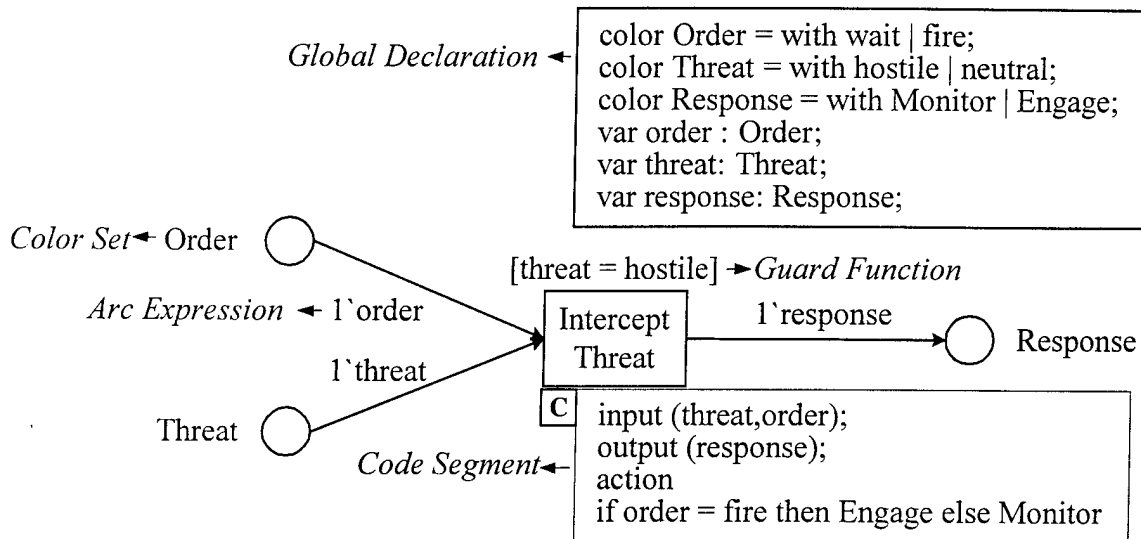 Global Declaration
color Order = with wait | fire;
color Threat = with hostile | neutral;
color Response = with Monitor | Engage;
var order : Order;
var threat: Threat;
var response: Response;
Color Set
Order
[threat = hostile]
Guard Function
Arc Expression
1`order
Intercept
Threat
1`response
Response
1`threat
Threat
C
Code Segment
input (threat,order);
output (response);
action
if order = fire then Engage else Monitor